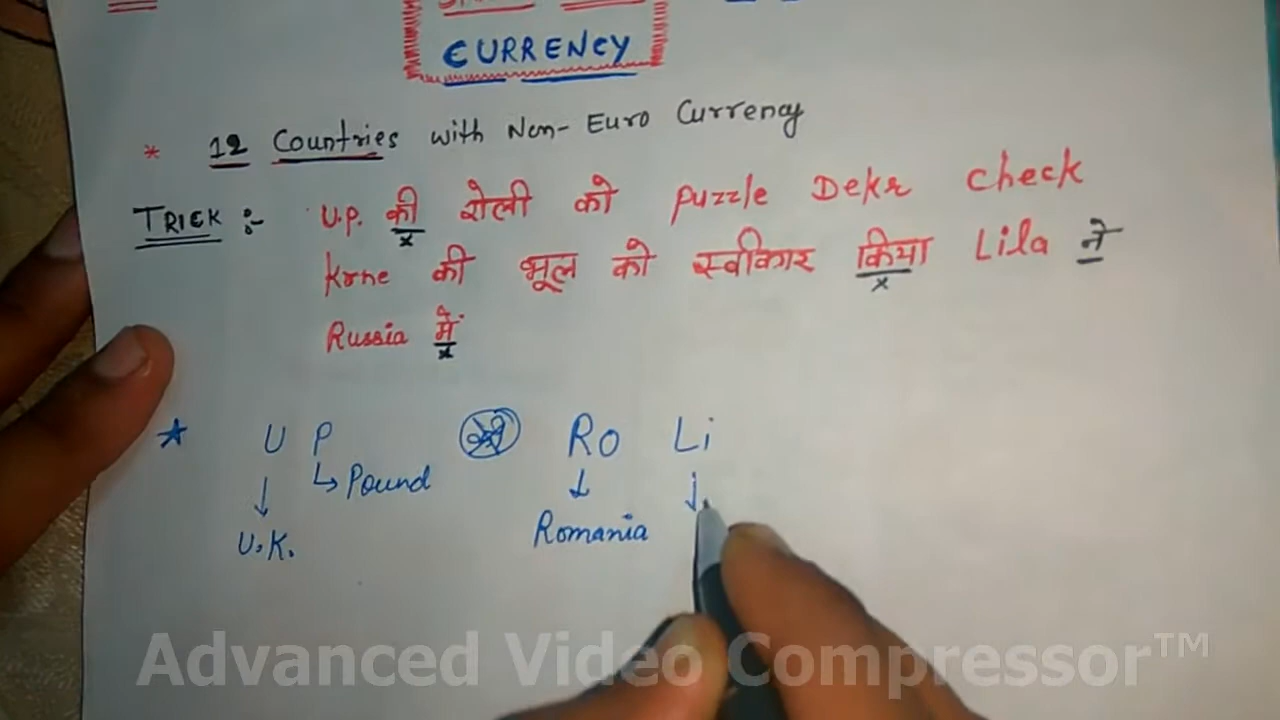 CURRENCY
* 12 Countries with Non-Euro Currency
TRICK :- U.P. की रोली को puzzle Dekr check
krne की भूल को स्वीकार किया Lila ने
x x
Russia में
x
★ U P Ro Li
↓ ↳ Pound ↓ ↓
U.K. Romania
Advanced Video Compressor™